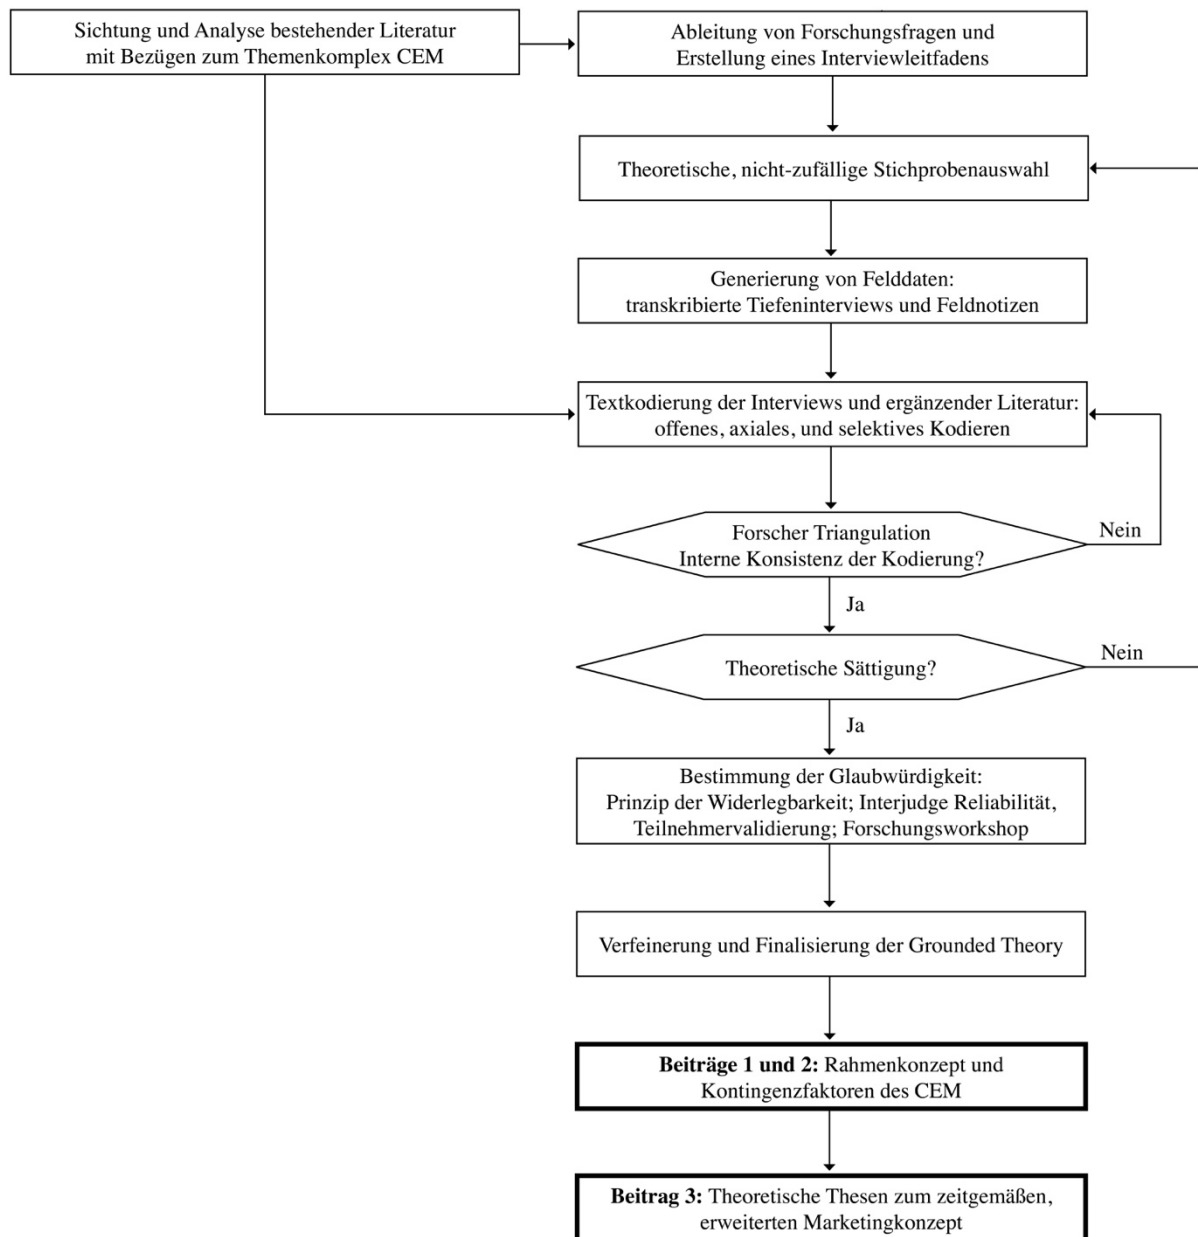 Sichtung und Analyse bestehender Literatur
mit Bezügen zum Themenkomplex CEM
Ableitung von Forschungsfragen und
Erstellung eines Interviewleitfadens
Theoretische, nicht-zufällige Stichprobenauswahl
Generierung von Felddaten:
transkribierte Tiefeninterviews und Feldnotizen
Textkodierung der Interviews und ergänzender Literatur:
offenes, axiales, und selektives Kodieren
Forscher Triangulation
Interne Konsistenz der Kodierung?
Nein
Ja
Theoretische Sättigung?
Nein
Ja
Bestimmung der Glaubwürdigkeit:
Prinzip der Widerlegbarkeit; Interjudge Reliabilität,
Teilnehmervalidierung; Forschungsworkshop
Verfeinerung und Finalisierung der Grounded Theory
Beiträge 1 und 2: Rahmenkonzept und
Kontingenzfaktoren des CEM
Beitrag 3: Theoretische Thesen zum zeitgemäßen,
erweiterten Marketingkonzept